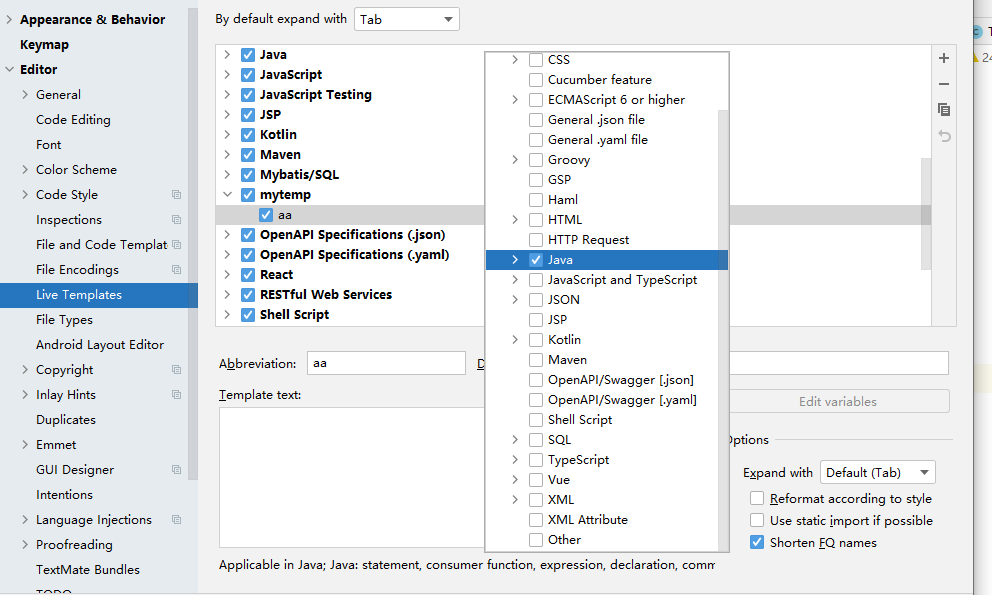 Appearance & Behavior
Keymap
Editor
General
Code Editing
Font
Color Scheme
Code Style
Inspections
File and Code Templat
File Encodings
Live Templates
File Types
Android Layout Editor
Copyright
Inlay Hints
Duplicates
Emmet
GUI Designer
Intentions
Language Injections
Proofreading
TextMate Bundles
TODO
By default expand with Tab
Java
JavaScript
JavaScript Testing
JSP
Kotlin
Maven
Mybatis/SQL
mytemp
aa
OpenAPI Specifications (.json)
OpenAPI Specifications (.yaml)
React
RESTful Web Services
Shell Script
CSS
Cucumber feature
ECMAScript 6 or higher
General .json file
General .yaml file
Groovy
GSP
Haml
HTML
HTTP Request
Java
JavaScript and TypeScript
JSON
JSP
Kotlin
Maven
OpenAPI/Swagger [.json]
OpenAPI/Swagger [.yaml]
Shell Script
SQL
TypeScript
Vue
XML
XML Attribute
Other
Abbreviation: aa
Template text:
Edit variables
Options
Expand with Default (Tab)
Reformat according to style
Use static import if possible
Shorten FQ names
Applicable in Java; Java: statement, consumer function, expression, declaration, comm